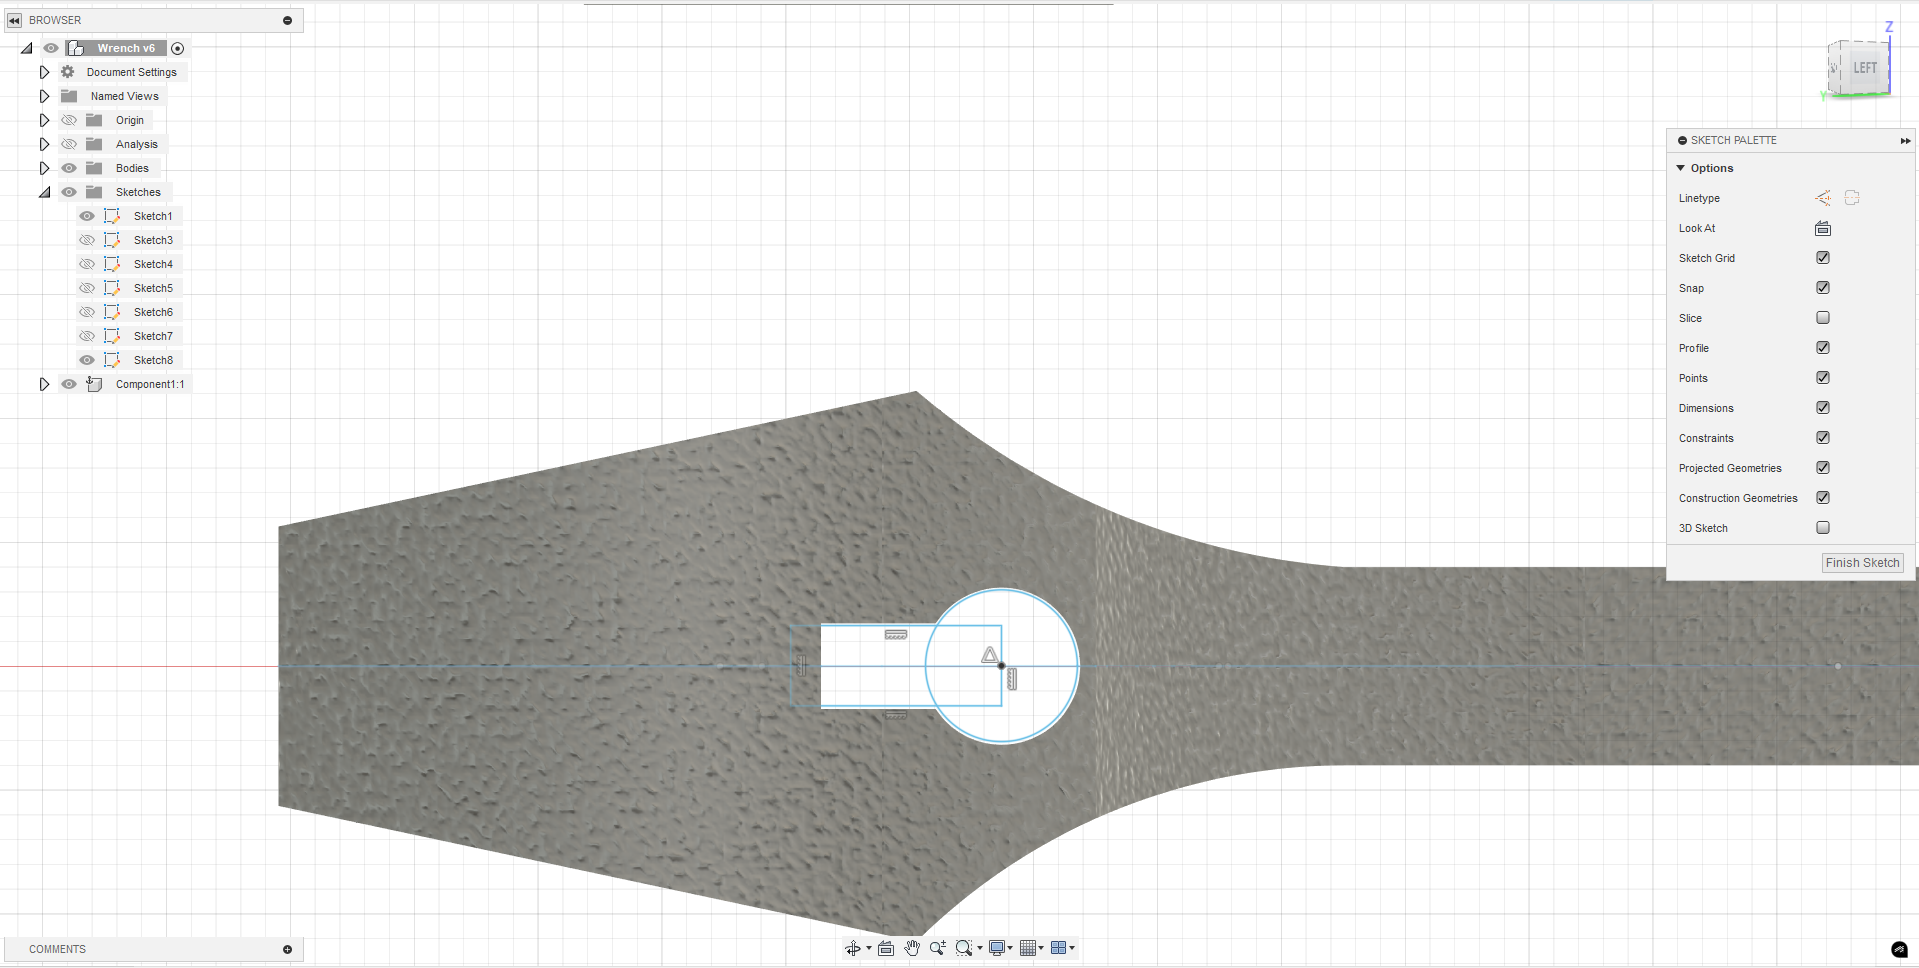 BROWSER
Wrench v6
Document Settings
Named Views
Origin
Analysis
Bodies
Sketches
Sketch1
Sketch3
Sketch4
Sketch5
Sketch6
Sketch7
Sketch8
Component1:1
Z
LEFT
Y
SKETCH PALETTE
Options
Linetype
Look At
Sketch Grid
Snap
Slice
Profile
Points
Dimensions
Constraints
Projected Geometries
Construction Geometries
3D Sketch
Finish Sketch
COMMENTS